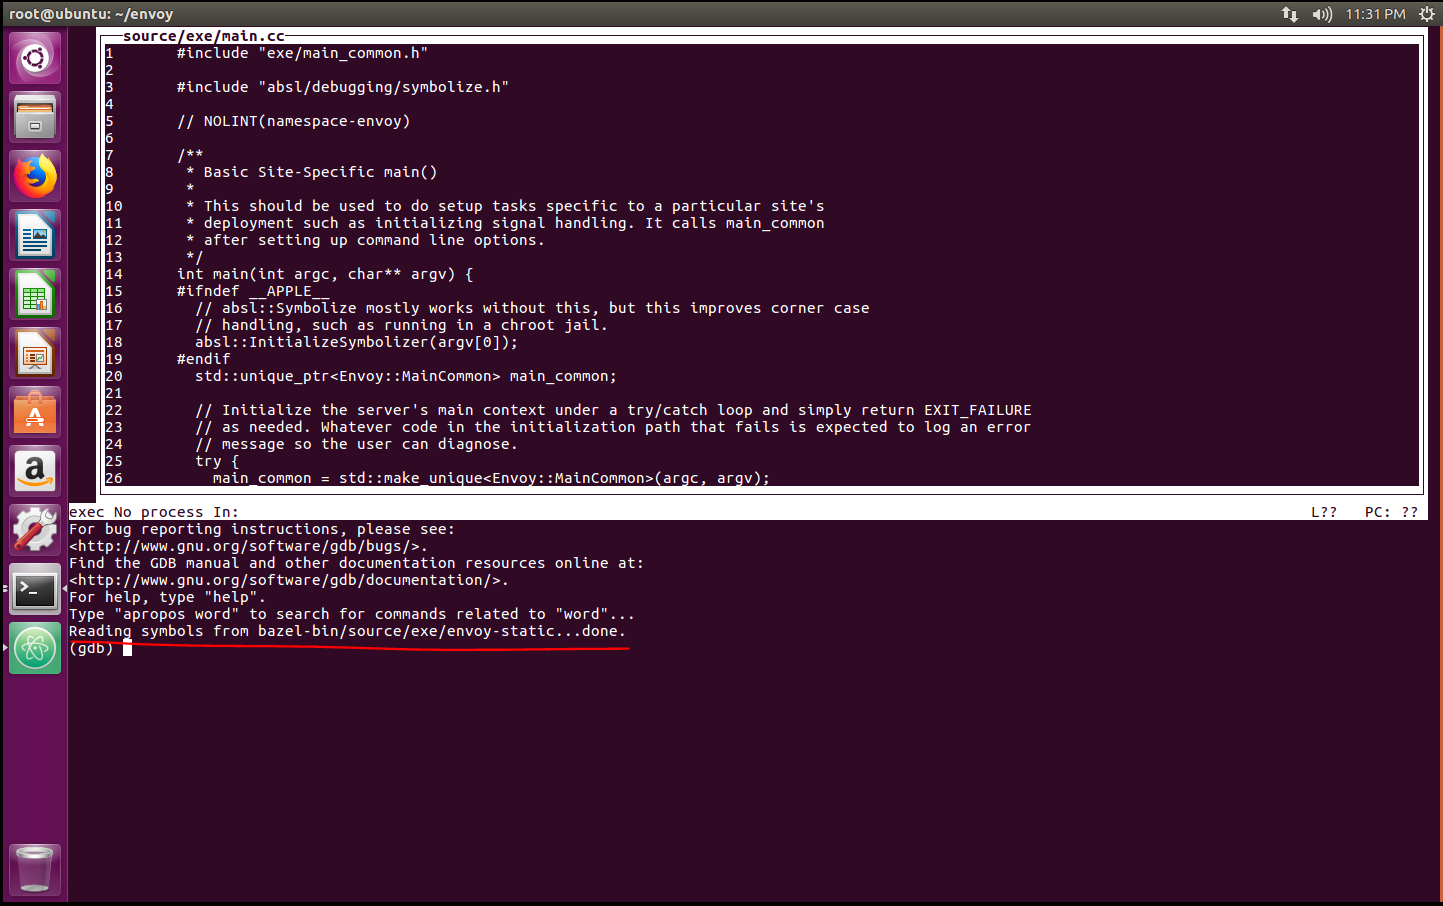 root@ubuntu: ~/envoy 11:31 PM
source/exe/main.cc
1 #include "exe/main_common.h"
2
3 #include "absl/debugging/symbolize.h"
4
5 // NOLINT(namespace-envoy)
6
7 /**
8 * Basic Site-Specific main()
9 *
10 * This should be used to do setup tasks specific to a particular site's
11 * deployment such as initializing signal handling. It calls main_common
12 * after setting up command line options.
13 */
14 int main(int argc, char** argv) {
15 #ifndef __APPLE__
16 // absl::Symbolize mostly works without this, but this improves corner case
17 // handling, such as running in a chroot jail.
18 absl::InitializeSymbolizer(argv[0]);
19 #endif
20 std::unique_ptr<Envoy::MainCommon> main_common;
21
22 // Initialize the server's main context under a try/catch loop and simply return EXIT_FAILURE
23 // as needed. Whatever code in the initialization path that fails is expected to log an error
24 // message so the user can diagnose.
25 try {
26 main_common = std::make_unique<Envoy::MainCommon>(argc, argv);
exec No process In: L?? PC: ??
For bug reporting instructions, please see:
<http://www.gnu.org/software/gdb/bugs/>.
Find the GDB manual and other documentation resources online at:
<http://www.gnu.org/software/gdb/documentation/>.
For help, type "help".
Type "apropos word" to search for commands related to "word"...
Reading symbols from bazel-bin/source/exe/envoy-static...done.
(gdb)